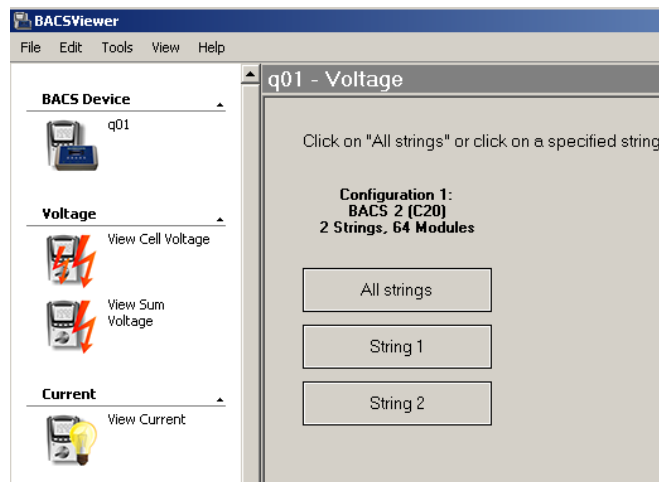 BACSViewer
File Edit Tools View Help
BACS Device
q01
Voltage
View Cell Voltage
View Sum
Voltage
Current
View Current
q01 - Voltage
Click on "All strings" or click on a specified string
Configuration 1:
BACS 2 (C20)
2 Strings, 64 Modules
All strings
String 1
String 2